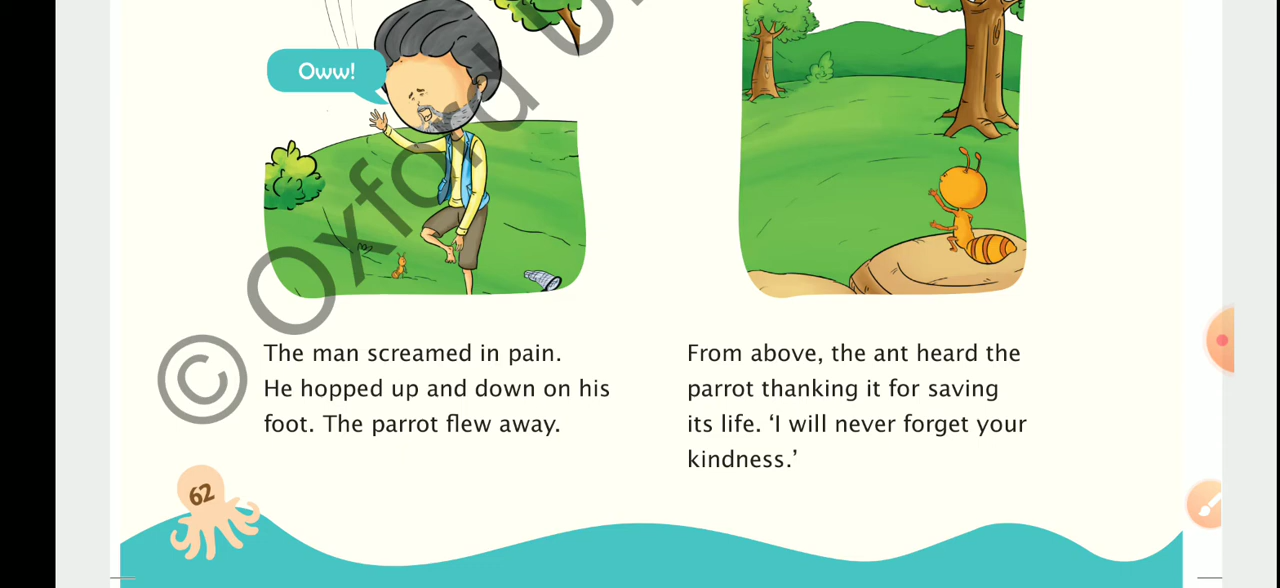 Oww!
© Oxford U
The man screamed in pain.
He hopped up and down on his
foot. The parrot flew away.
From above, the ant heard the
parrot thanking it for saving
its life. ‘I will never forget your
kindness.’
62